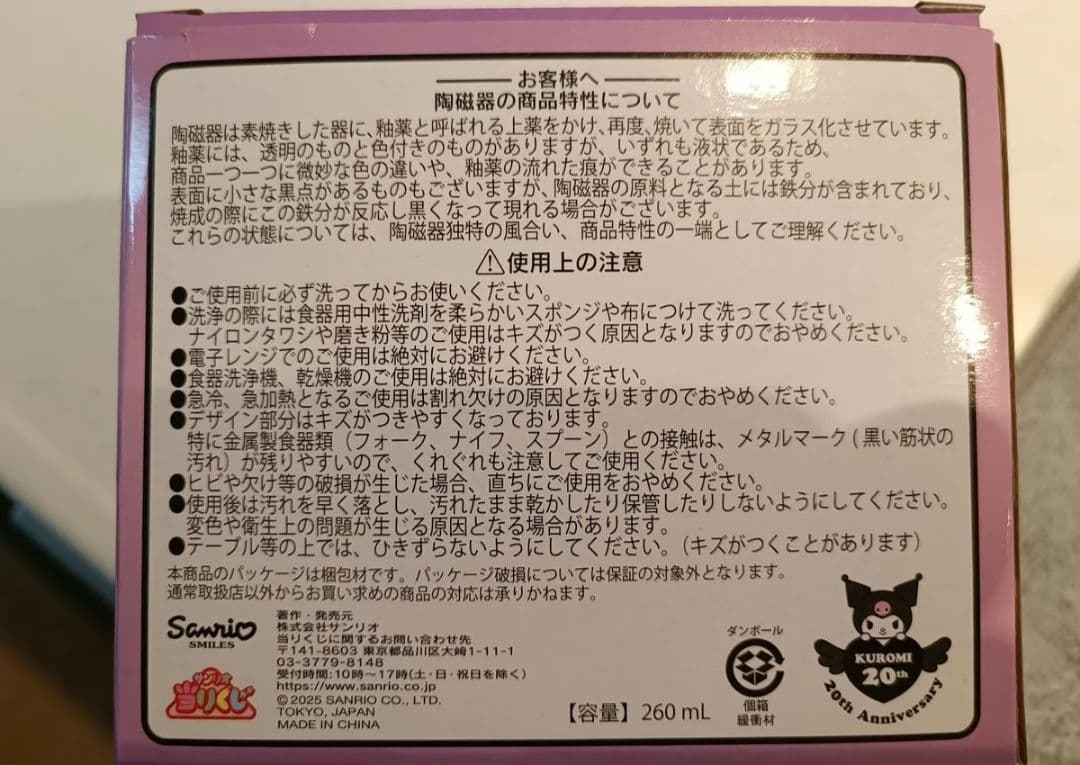 お客様へ
陶磁器の商品特性について
陶磁器は素焼きした器に、釉薬と呼ばれる上薬をかけ、再度、焼いて表面をガラス化させています。
釉薬には、透明のものと色付きのものがありますが、いずれも液状であるため、
商品一つ一つに微妙な色の違いや、釉薬の流れた痕ができることがあります。
表面に小さな黒点があるものもございますが、陶磁器の原料となる土には鉄分が含まれており、
焼成の際にこの鉄分が反応し黒くなって現れる場合がございます。
これらの状態については、陶磁器独特の風合い、商品特性の一端としてご理解ください。
⚠使用上の注意
●ご使用前に必ず洗ってからお使いください。
●洗浄の際には食器用中性洗剤を柔らかいスポンジや布につけて洗ってください。
ナイロンタワシや磨き粉等のご使用はキズがつく原因となりますのでおやめください。
●電子レンジでのご使用は絶対にお避けください。
●食器洗浄機、乾燥機のご使用は絶対にお避けください。
●急冷、急加熱となるご使用は割れ欠けの原因となりますのでおやめください。
●デザイン部分はキズがつきやすくなっております。
特に金属製食器類(フォーク、ナイフ、スプーン)との接触は、メタルマーク(黒い筋状の
汚れ)が残りやすいので、くれぐれも注意してご使用ください。
●ヒビや欠け等の破損が生じた場合、直ちにご使用をおやめください。
●使用後は汚れを早く落とし、汚れたまま乾かしたり保管したりしないようにしてください。
変色や衛生上の問題が生じる原因となる場合があります。
●テーブル等の上では、ひきずらないようにしてください。(キズがつくことがあります)
本商品のパッケージは梱包材です。パッケージ破損については保証の対象外となります。
通常取扱店以外からお買い求めの商品の対応は承りかねます。
Sanrio
SMILES
サンリオ
当りくじ
著作・発売元
株式会社サンリオ
当りくじに関するお問い合わせ先
〒141-8603 東京都品川区大崎1-11-1
03-3779-8148
受付時間:10時~17時(土・日・祝日を除く)
https://www.sanrio.co.jp
©2025 SANRIO CO., LTD.
TOKYO, JAPAN
MADE IN CHINA
【容量】260 mL
ダンボール
個箱
緩衝材
KUROMI
20th
20th Anniversary